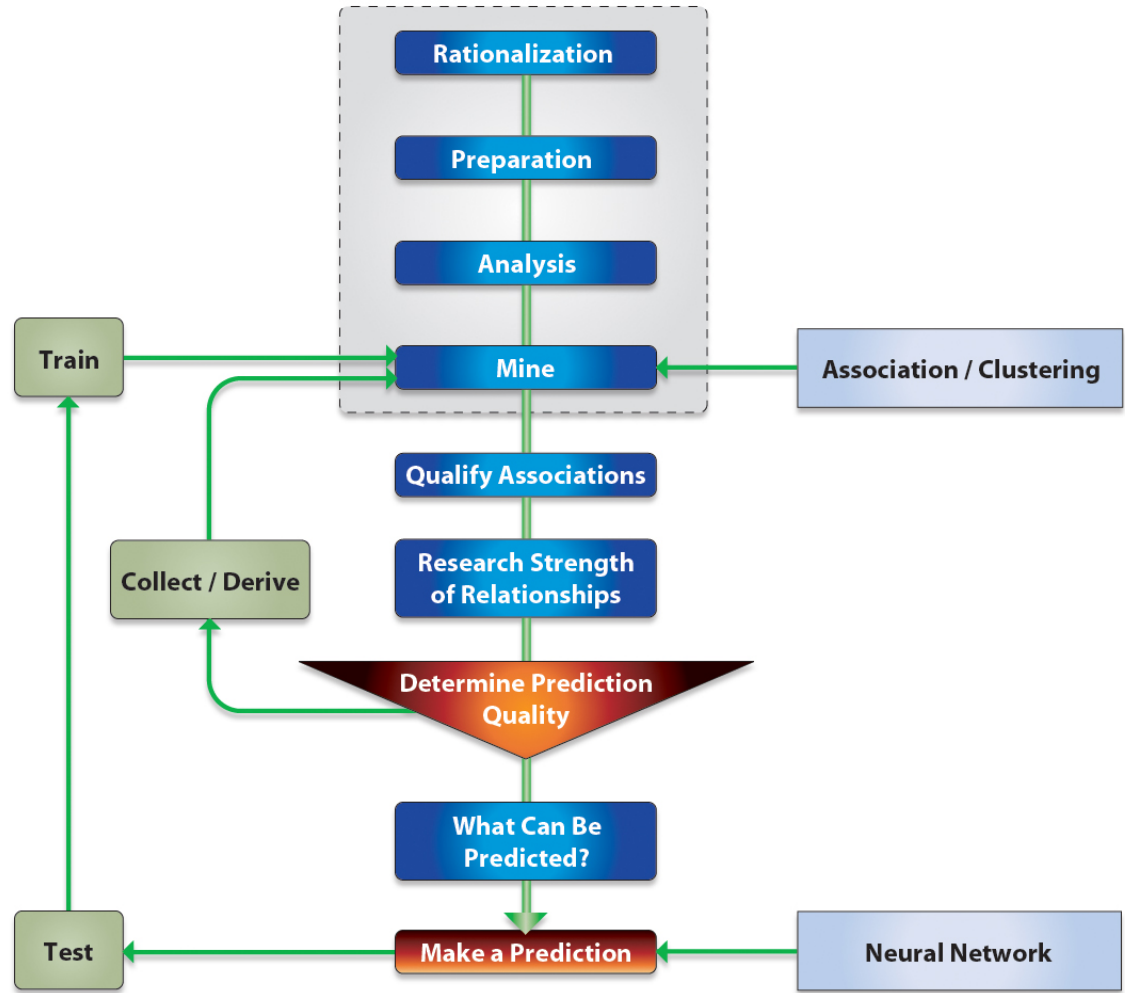 Rationalization
Preparation
Analysis
Train
Mine
Association / Clustering
Qualify Associations
Collect / Derive
Research Strength
of Relationships
Determine Prediction
Quality
What Can Be
Predicted?
Test
Make a Prediction
Neural Network